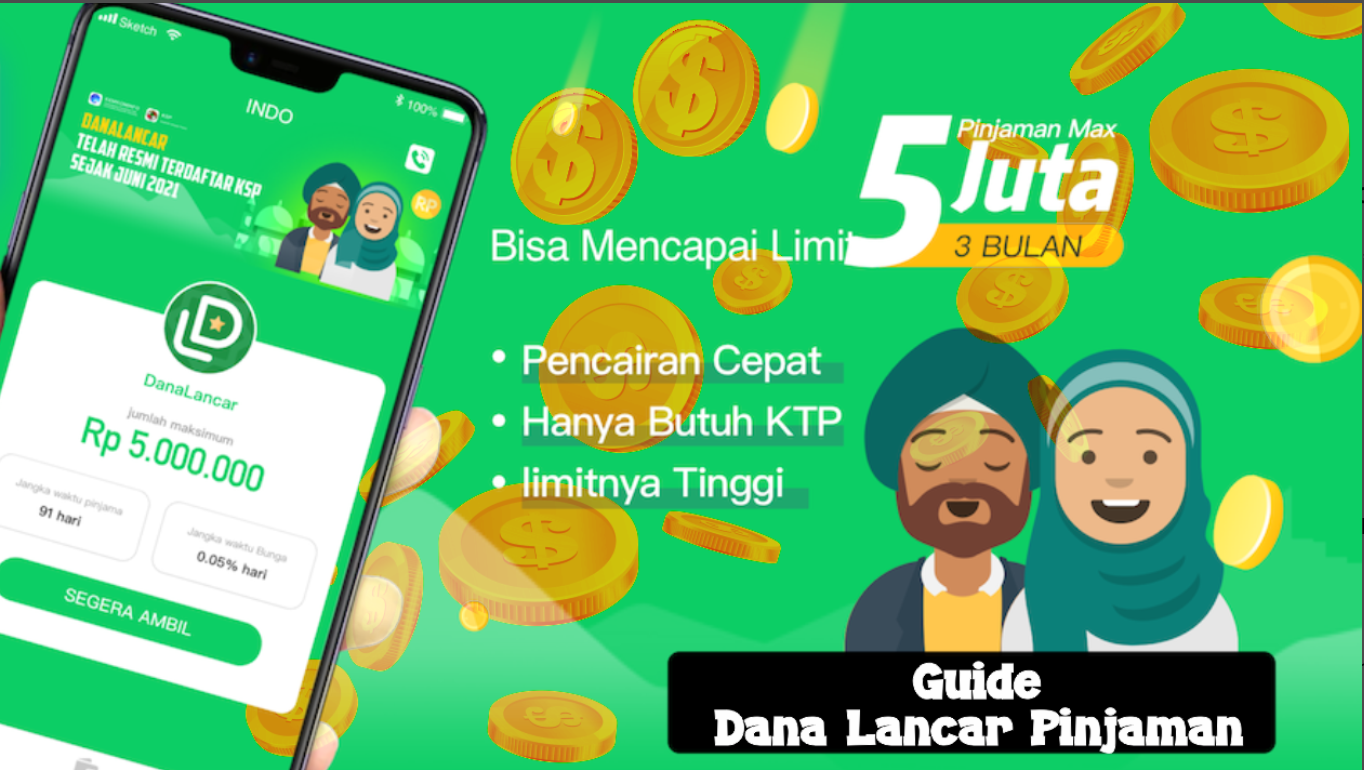 Sketch
100%
INDO
KSP
DANALANCAR
TELAH RESMI TERDAFTAR KSP
SEJAK JUNI 2021
RP
DanaLancar
jumlah maksimum
Rp 5.000.000
Jangka waktu pinjama
91 hari
Jangka waktu Bunga
0.05% hari
SEGERA AMBIL
Pinjaman Max
5 Juta
Bisa Mencapai Limit
3 BULAN
• Pencairan Cepat
• Hanya Butuh KTP
• limitnya Tinggi
Guide
Dana Lancar Pinjaman